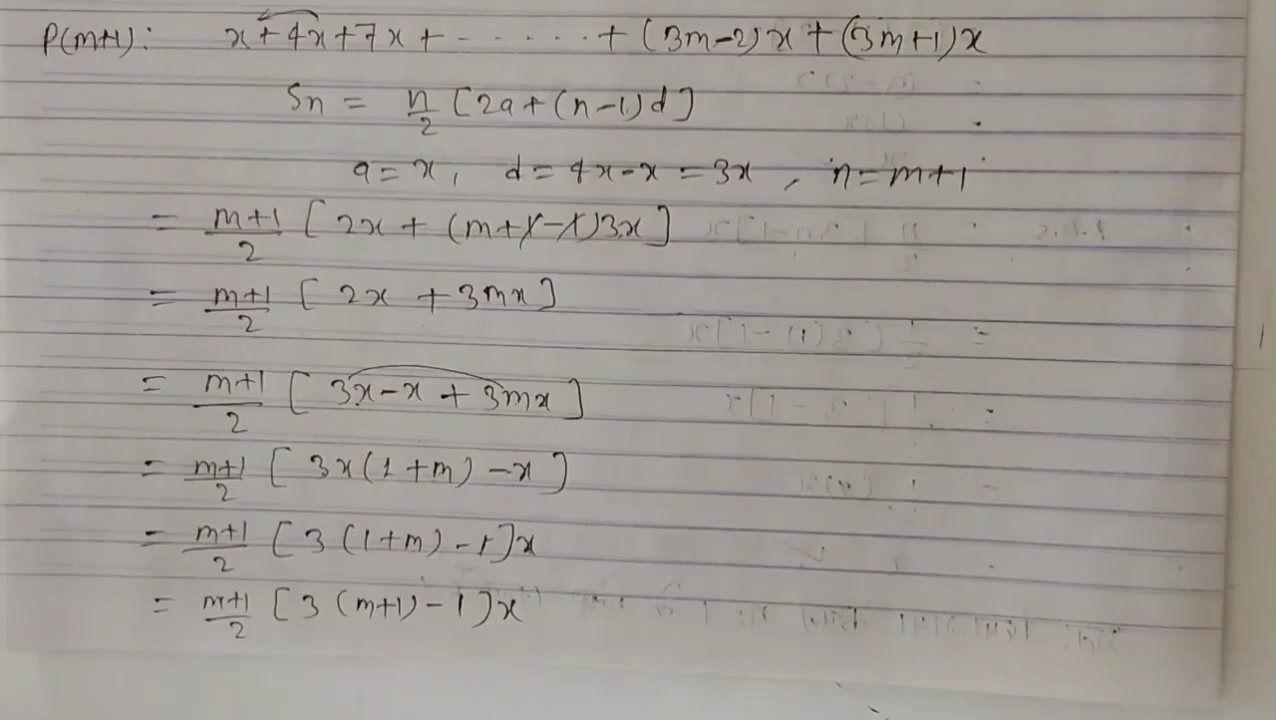 P(m+1): x+4x+7x+ - - - - - - + (3m-2)x + (3m+1)x
Sn = n/2 [2a+(n-1)d]
a = x, d = 4x-x = 3x, n = m+1
= m+1/2 [2x + (m+1-1)3x]
= m+1/2 [2x + 3mx]
= m+1/2 [3x-x + 3mx]
= m+1/2 [3x(1+m) -x]
= m+1/2 [3(1+m) -1]x
= m+1/2 [3(m+1)-1]x